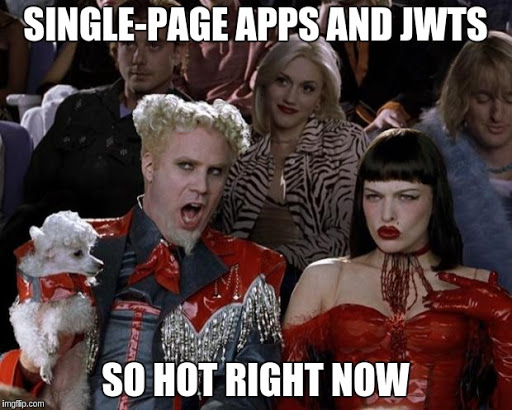 SINGLE-PAGE APPS AND JWTS
SO HOT RIGHT NOW
imgflip.com